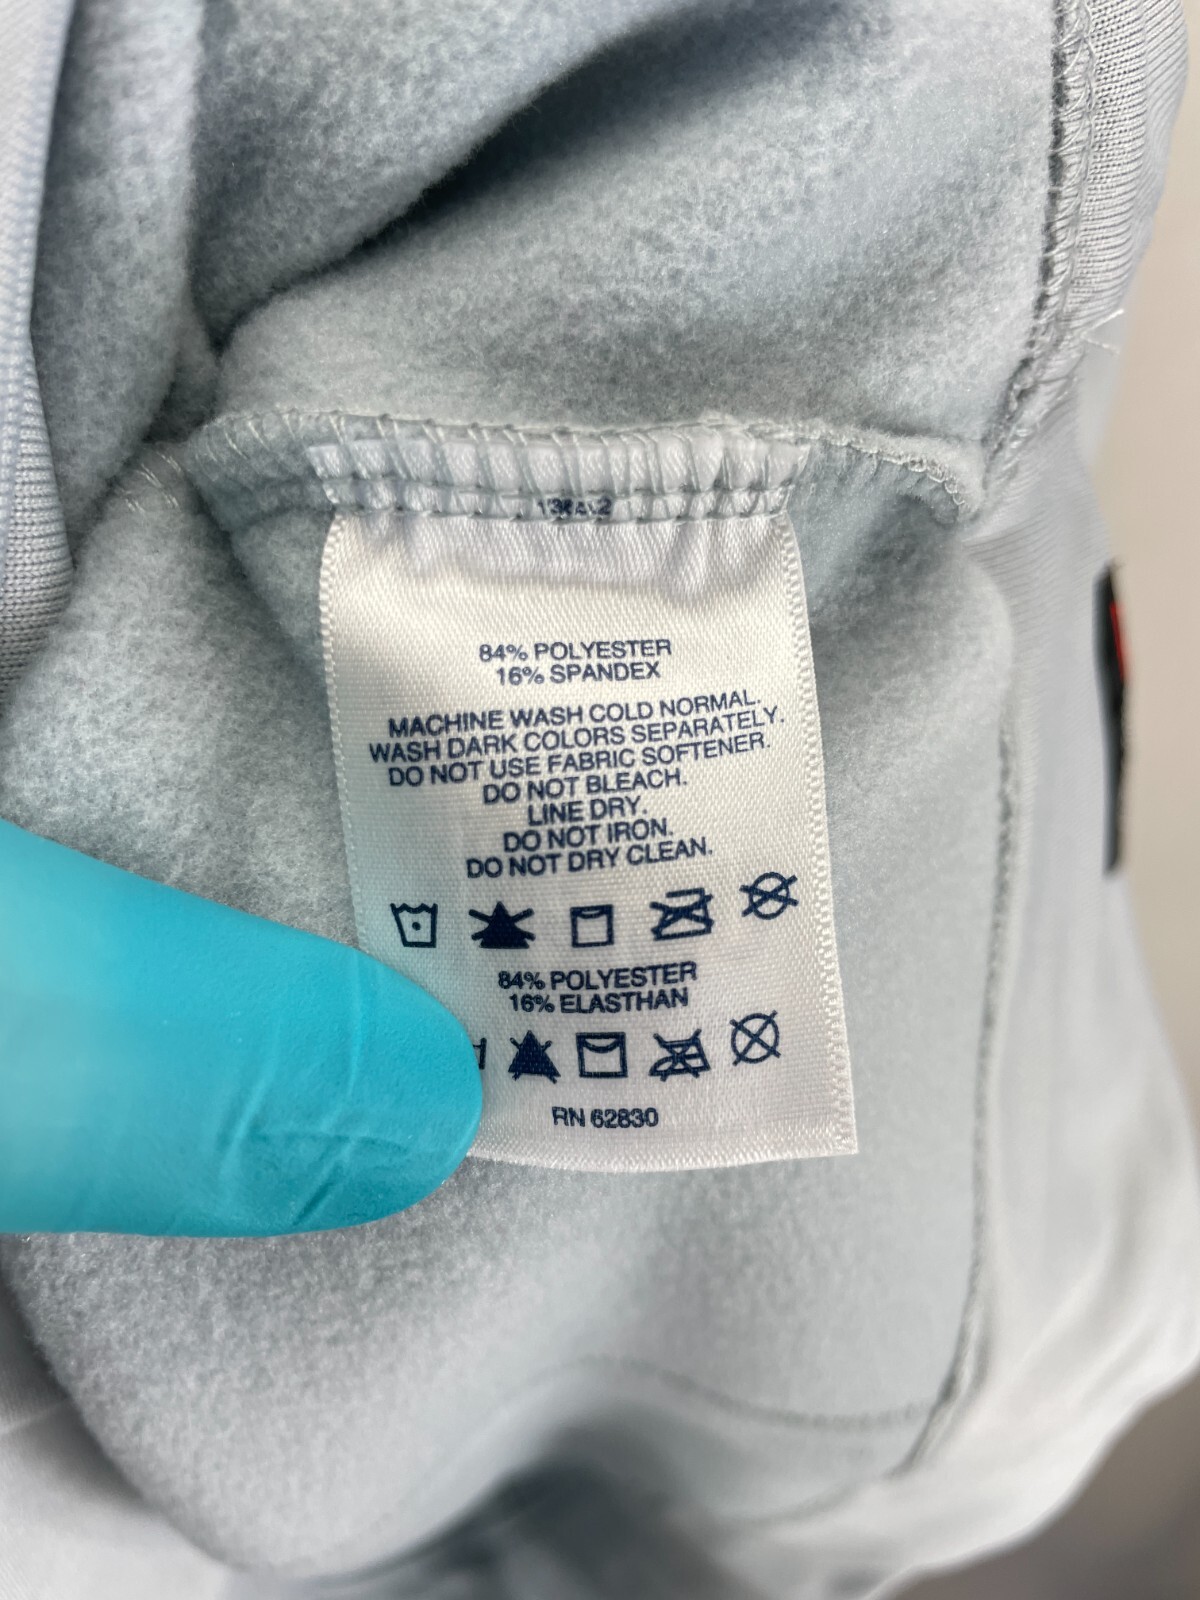 84% POLYESTER
16% SPANDEX
MACHINE WASH COLD NORMAL.
WASH DARK COLORS SEPARATELY.
DO NOT USE FABRIC SOFTENER.
DO NOT BLEACH.
LINE DRY.
DO NOT IRON.
DO NOT DRY CLEAN.
84% POLYESTER
16% ELASTHAN
RN 62830